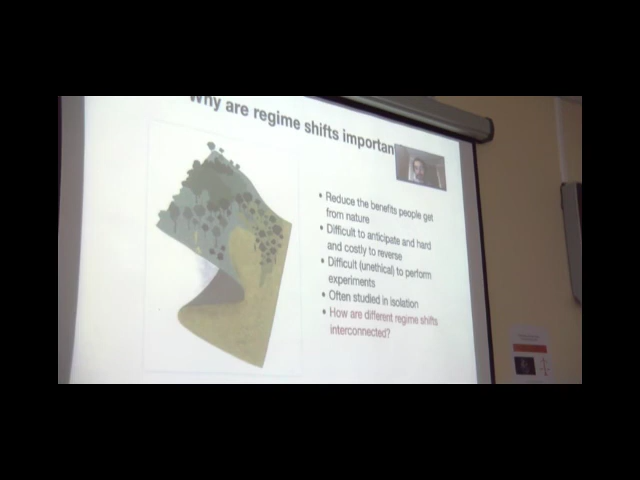 Why are regime shifts importan
• Reduce the benefits people get
from nature
• Difficult to anticipate and hard
and costly to reverse
• Difficult (unethical) to perform
experiments
• Often studied in isolation
• How are different regime shifts
interconnected?